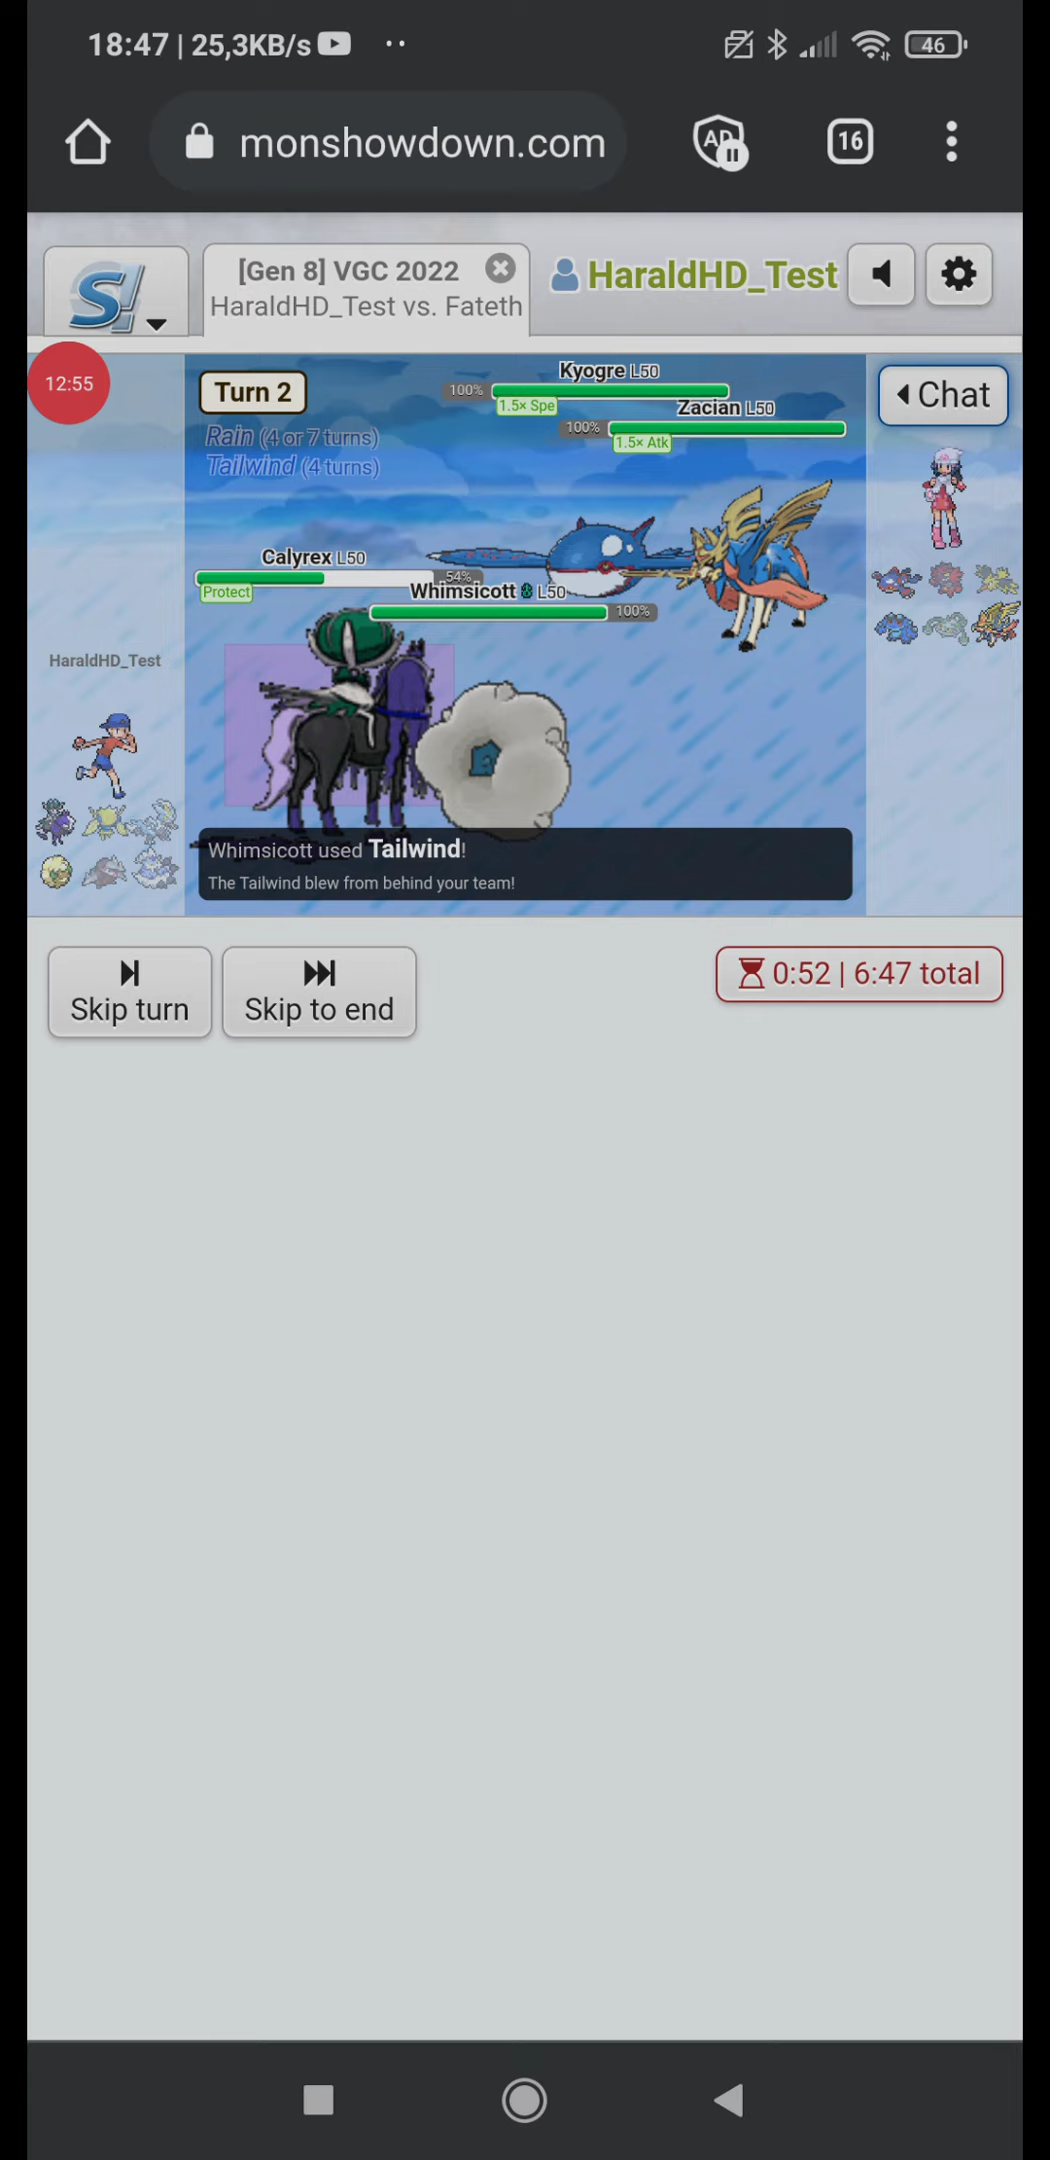 18:47 | 25,3KB/s
46
monshowdown.com
AD
16
[Gen 8] VGC 2022
HaraldHD_Test vs. Fateth
HaraldHD_Test
12:55
Turn 2
Kyogre L50
100%
1.5× Spe
Zacian L50
100%
1.5× Atk
Chat
Rain (4 or 7 turns)
Tailwind (4 turns)
Calyrex L50
54%
Protect
Whimsicott L50
100%
HaraldHD_Test
Whimsicott used Tailwind!
The Tailwind blew from behind your team!
Skip turn
Skip to end
0:52 | 6:47 total